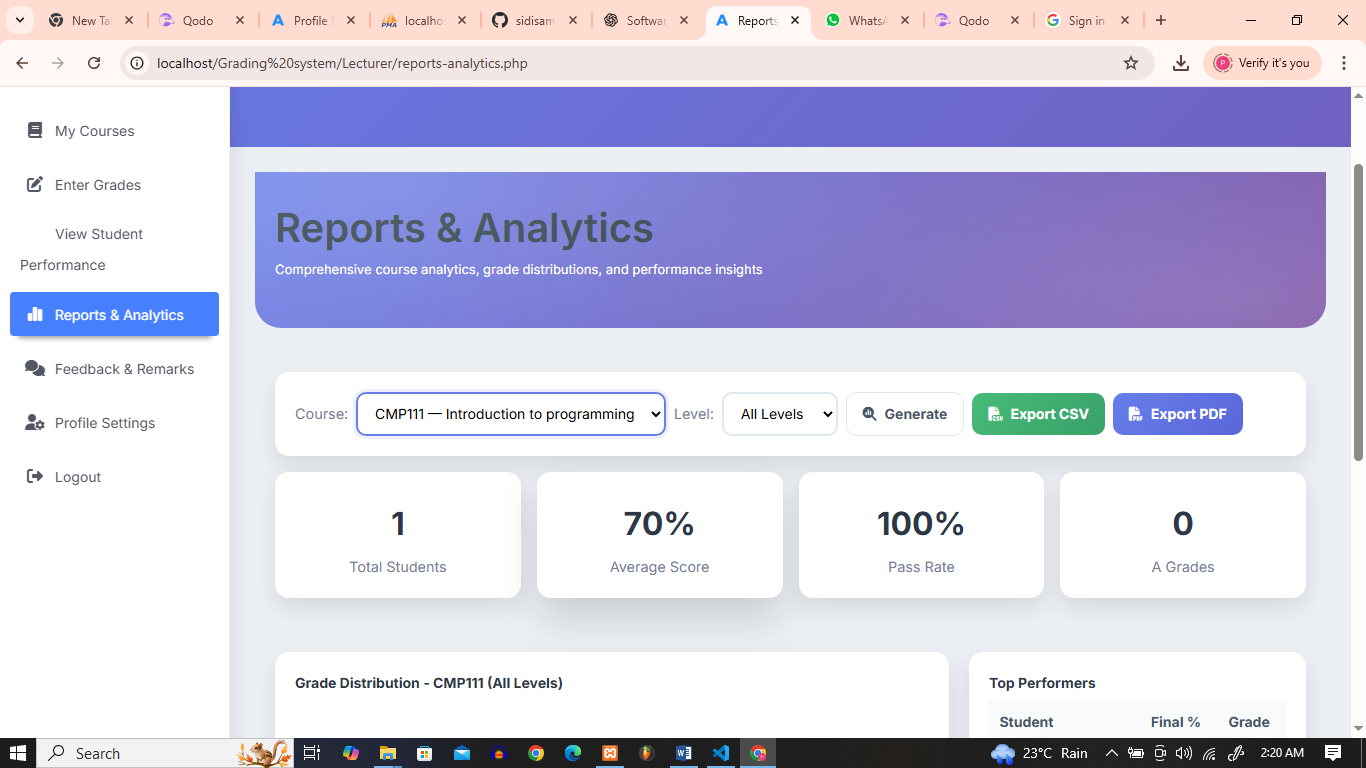 New Ta
Qodo
Profile S
localhos
sidisam
Softwar
Reports
WhatsA
Qodo
Sign in
localhost/Grading%20system/Lecturer/reports-analytics.php
Verify it's you
My Courses
Enter Grades
View Student
Performance
Reports & Analytics
Feedback & Remarks
Profile Settings
Logout
Reports & Analytics
Comprehensive course analytics, grade distributions, and performance insights
Course: CMP111 — Introduction to programming Level: All Levels Generate Export CSV Export PDF
1
Total Students
70%
Average Score
100%
Pass Rate
0
A Grades
Grade Distribution - CMP111 (All Levels)
Top Performers
Student Final % Grade
Search
23°C Rain
2:20 AM